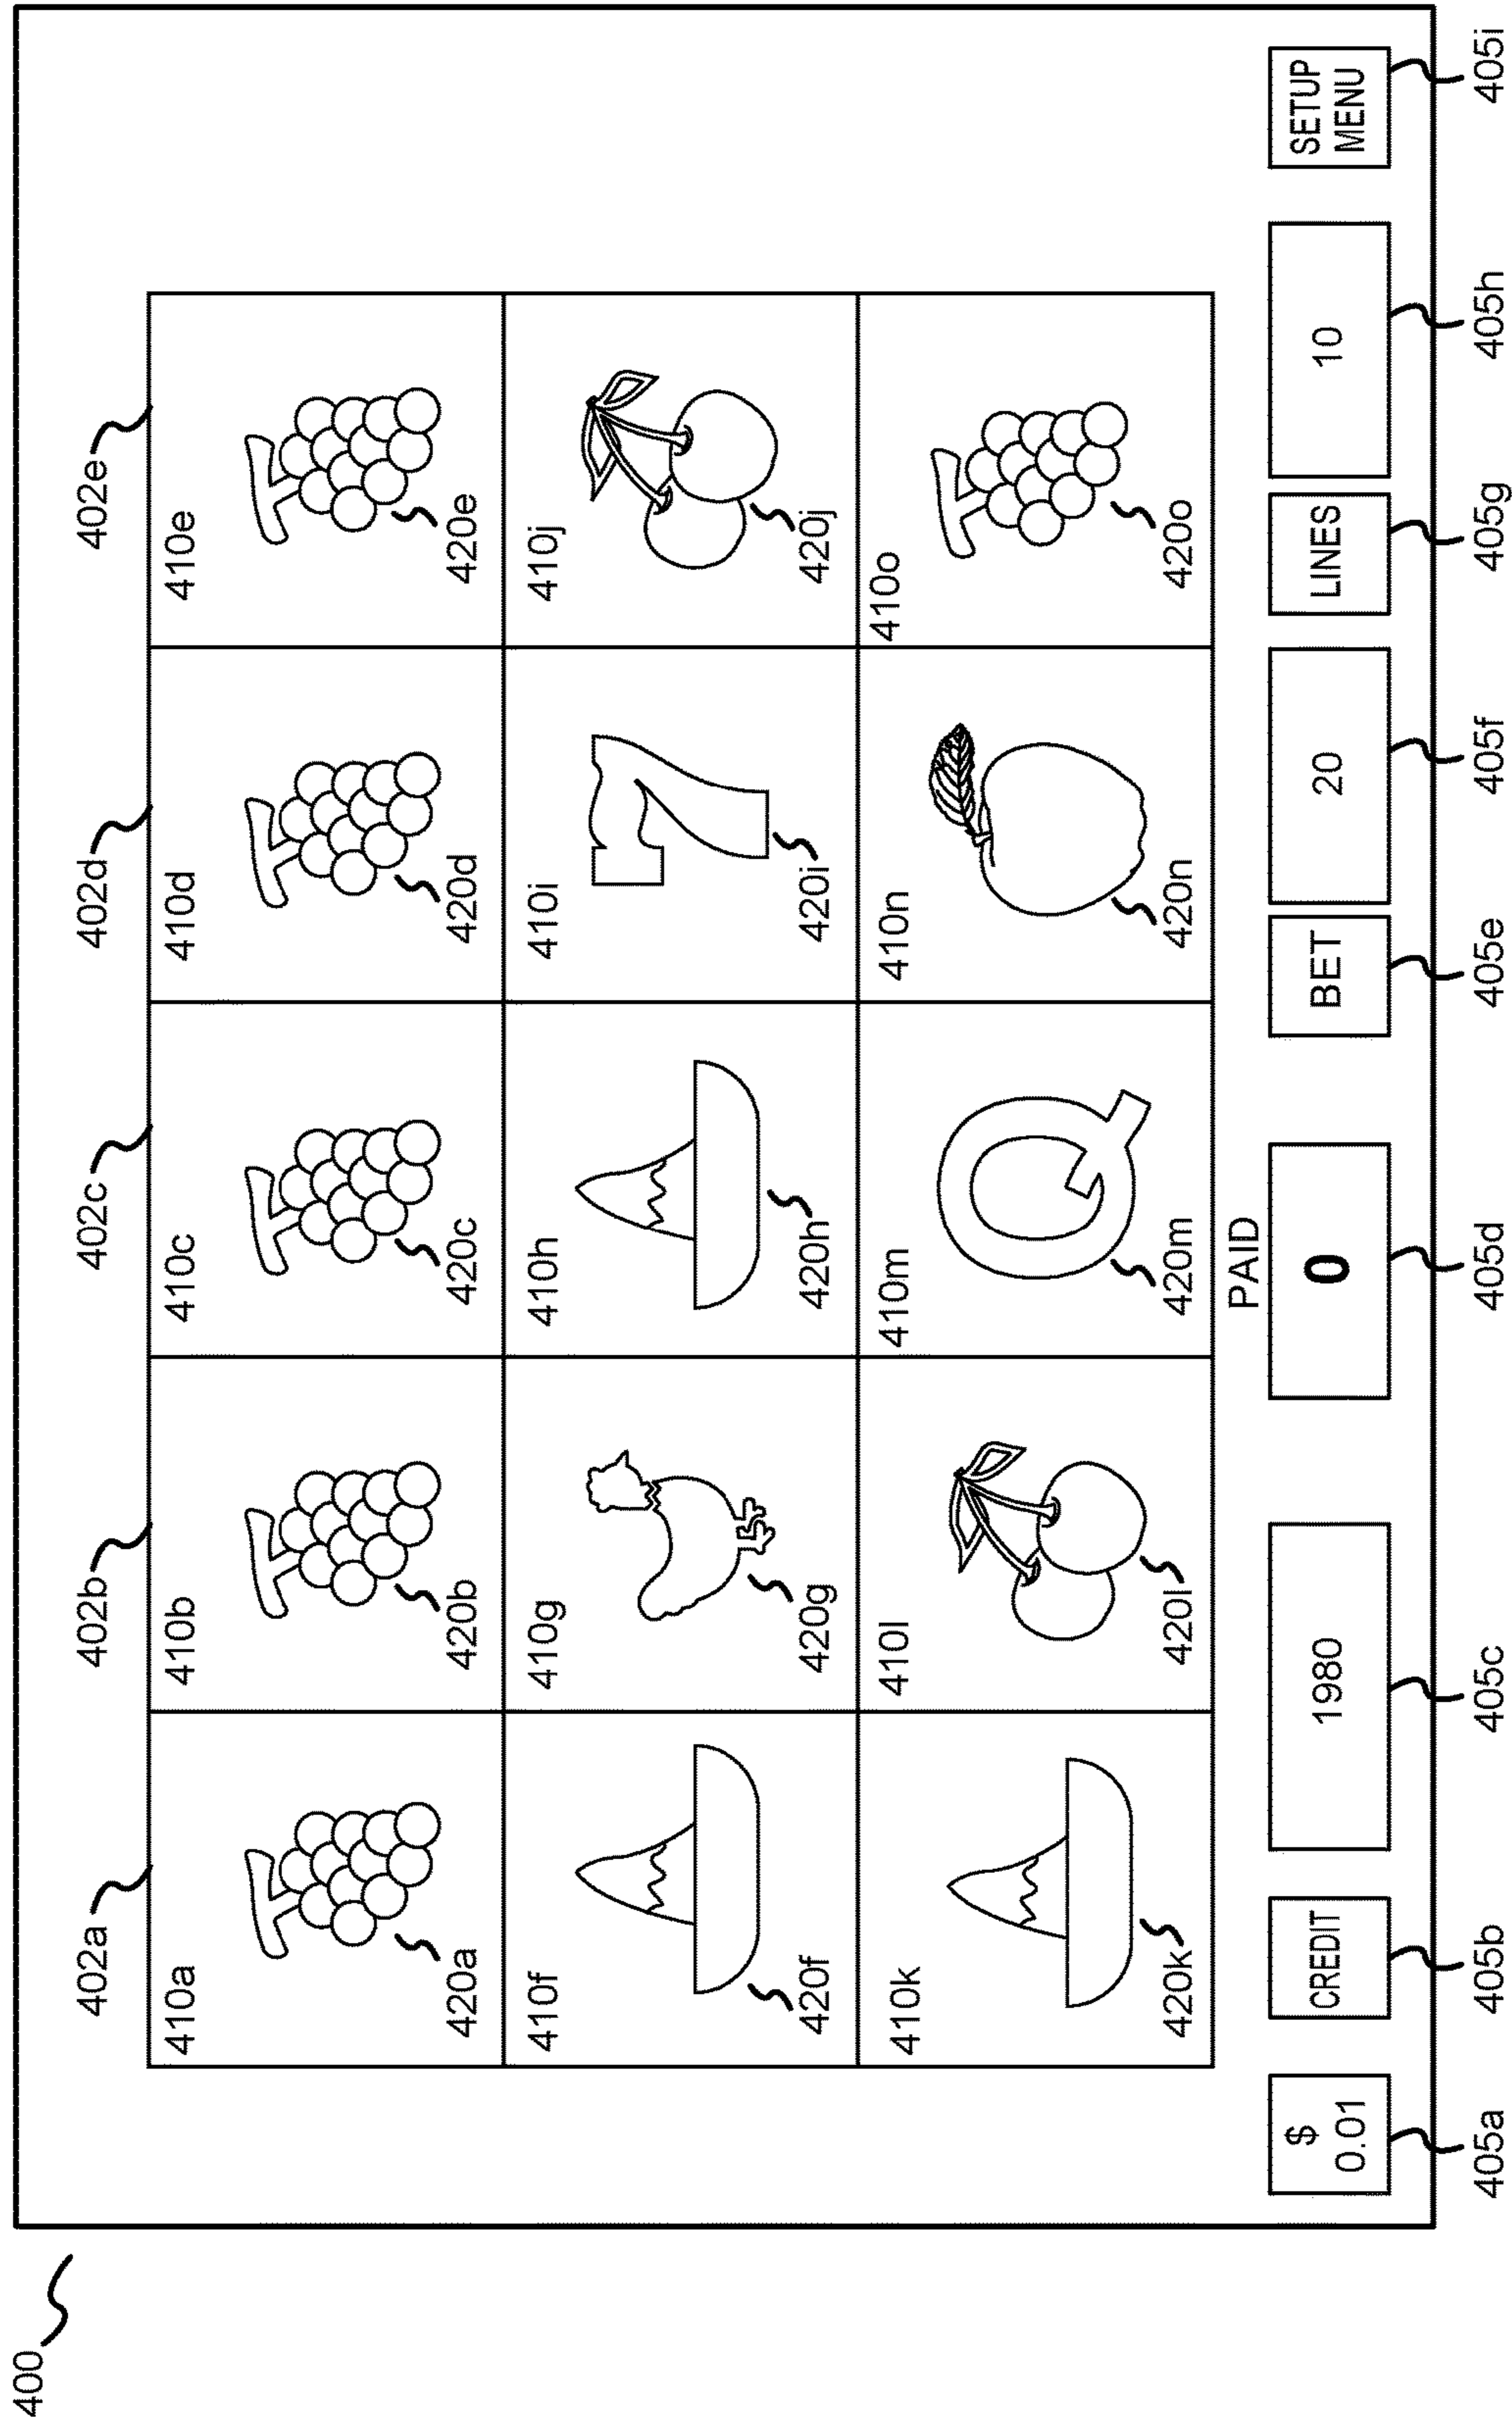 400
402a 402b 402c 402d 402e
410a 410b 410c 410d 410e
420a 420b 420c 420d 420e
410f 410g 410h 410i 410j
420f 420g 420h 420i 420j
410k 410l 410m 410n 410o
Q
420k 420l 420m 420n 420o
PAID
$ 0.01 CREDIT 1980 0 BET 20 LINES 10 SETUP MENU
405a 405b 405c 405d 405e 405f 405g 405h 405i